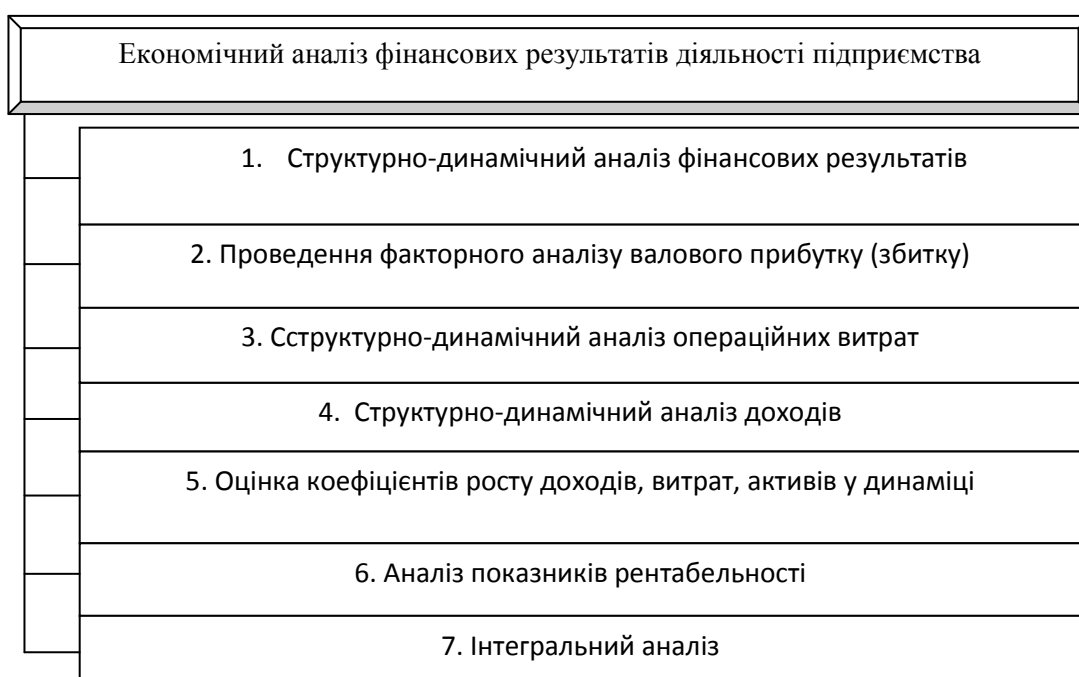 Економічний аналіз фінансових результатів діяльності підприємства
1. Структурно-динамічний аналіз фінансових результатів
2. Проведення факторного аналізу валового прибутку (збитку)
3. Сструктурно-динамічний аналіз операційних витрат
4. Структурно-динамічний аналіз доходів
5. Оцінка коефіцієнтів росту доходів, витрат, активів у динаміці
6. Аналіз показників рентабельності
7. Інтегральний аналіз